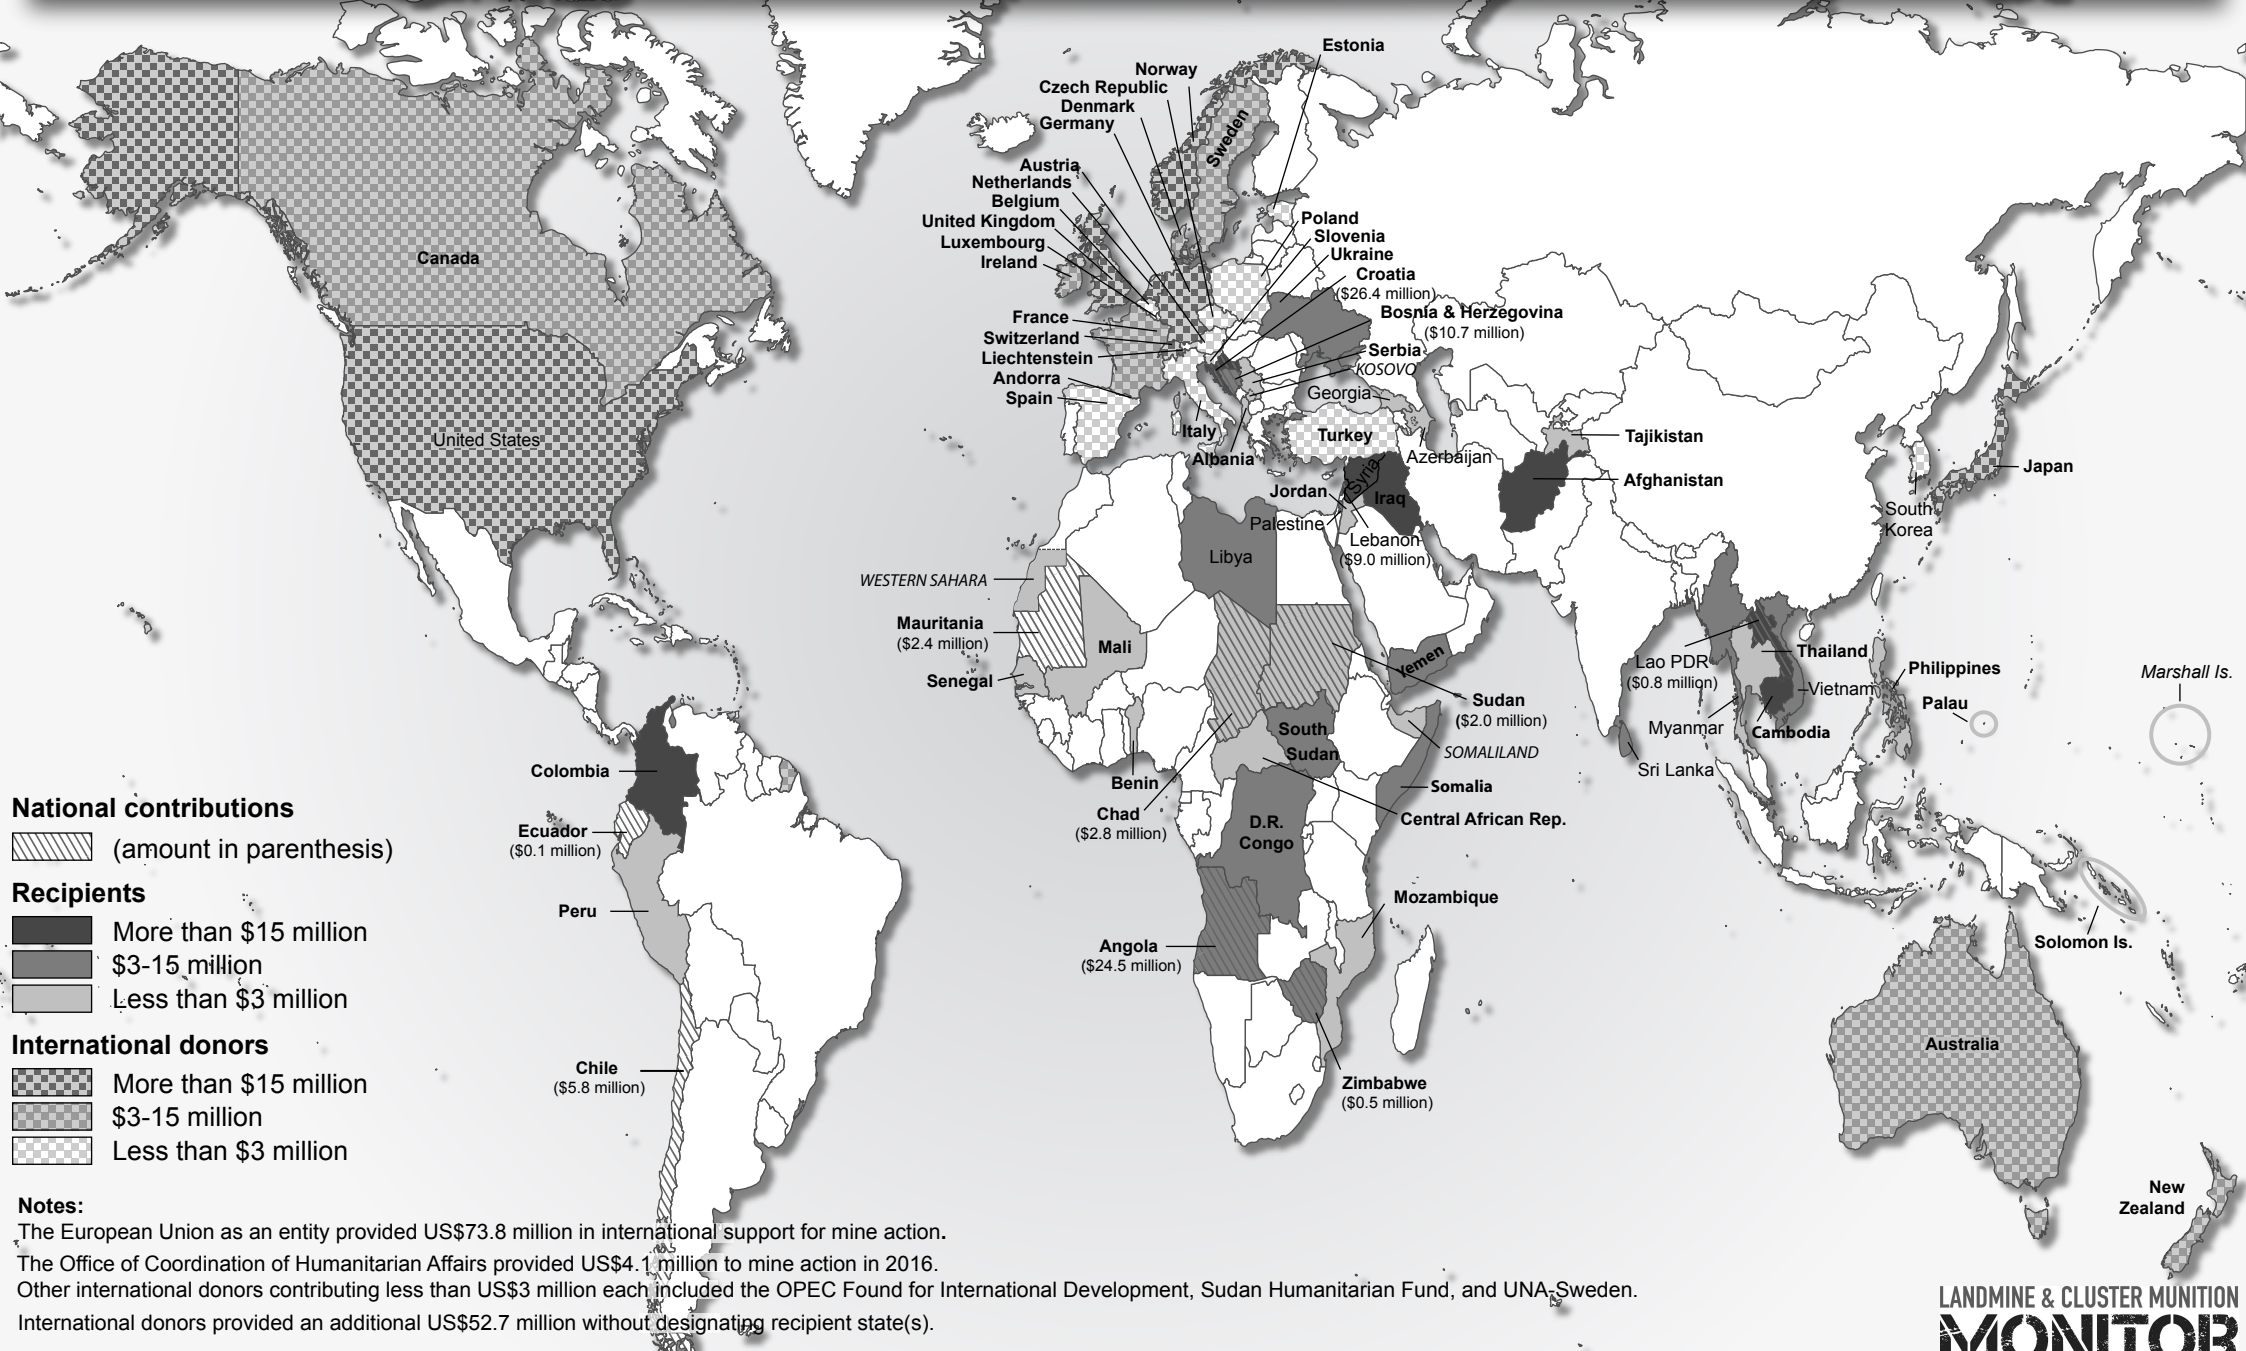 Estonia
Norway
Czech Republic
Denmark
Germany
Sweden
Austria
Netherlands
Belgium
United Kingdom
Luxembourg
Ireland
Poland
Slovenia
Ukraine
Croatia
($26.4 million)
Bosnia & Herzegovina
($10.7 million)
Canada
France
Switzerland
Liechtenstein
Andorra
Spain
Serbia
KOSOVO
Georgia
United States
Italy
Turkey
Albania
Azerbaijan
Tajikistan
Afghanistan
Japan
Syria
Iraq
Jordan
Palestine
Lebanon
($9.0 million)
South
Korea
Libya
WESTERN SAHARA
Mauritania
($2.4 million)
Mali
Senegal
Yemen
Sudan
($2.0 million)
SOMALILAND
South
Sudan
Lao PDR
($0.8 million)
Thailand
Vietnam
Myanmar
Cambodia
Sri Lanka
Philippines
Palau
Marshall Is.
Colombia
Benin
Chad
($2.8 million)
Somalia
Central African Rep.
D.R.
Congo
Ecuador
($0.1 million)
Peru
Mozambique
Angola
($24.5 million)
Solomon Is.
Australia
Chile
($5.8 million)
Zimbabwe
($0.5 million)
New
Zealand
National contributions
(amount in parenthesis)
Recipients
More than $15 million
$3-15 million
Less than $3 million
International donors
More than $15 million
$3-15 million
Less than $3 million
Notes:
The European Union as an entity provided US$73.8 million in international support for mine action.
The Office of Coordination of Humanitarian Affairs provided US$4.1 million to mine action in 2016.
Other international donors contributing less than US$3 million each included the OPEC Found for International Development, Sudan Humanitarian Fund, and UNA-Sweden.
International donors provided an additional US$52.7 million without designating recipient state(s).
LANDMINE & CLUSTER MUNITION
MONITOR